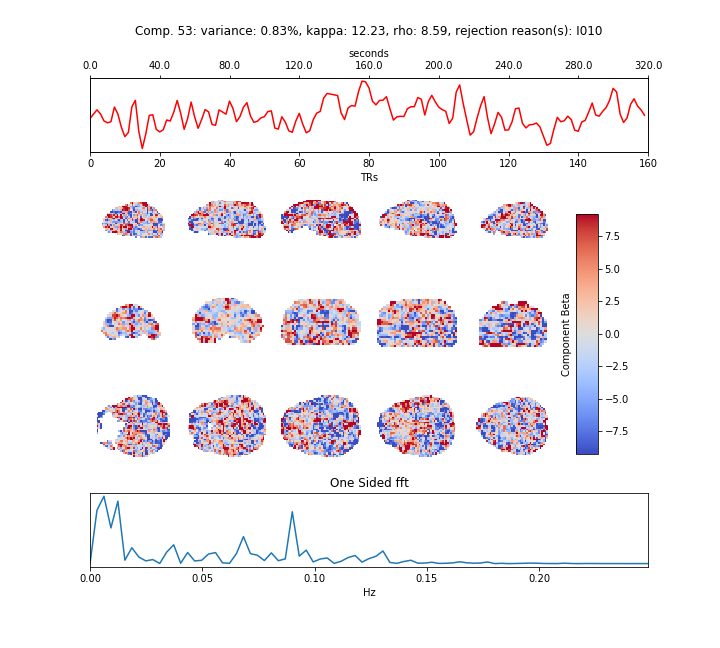 Comp. 53: variance: 0.83%, kappa: 12.23, rho: 8.59, rejection reason(s): I010
seconds
0.0 40.0 80.0 120.0 160.0 200.0 240.0 280.0 320.0
0 20 40 60 80 100 120 140 160
TRs
7.5
5.0
2.5
0.0
−2.5
−5.0
−7.5
Component Beta
One Sided fft
0.00 0.05 0.10 0.15 0.20
Hz